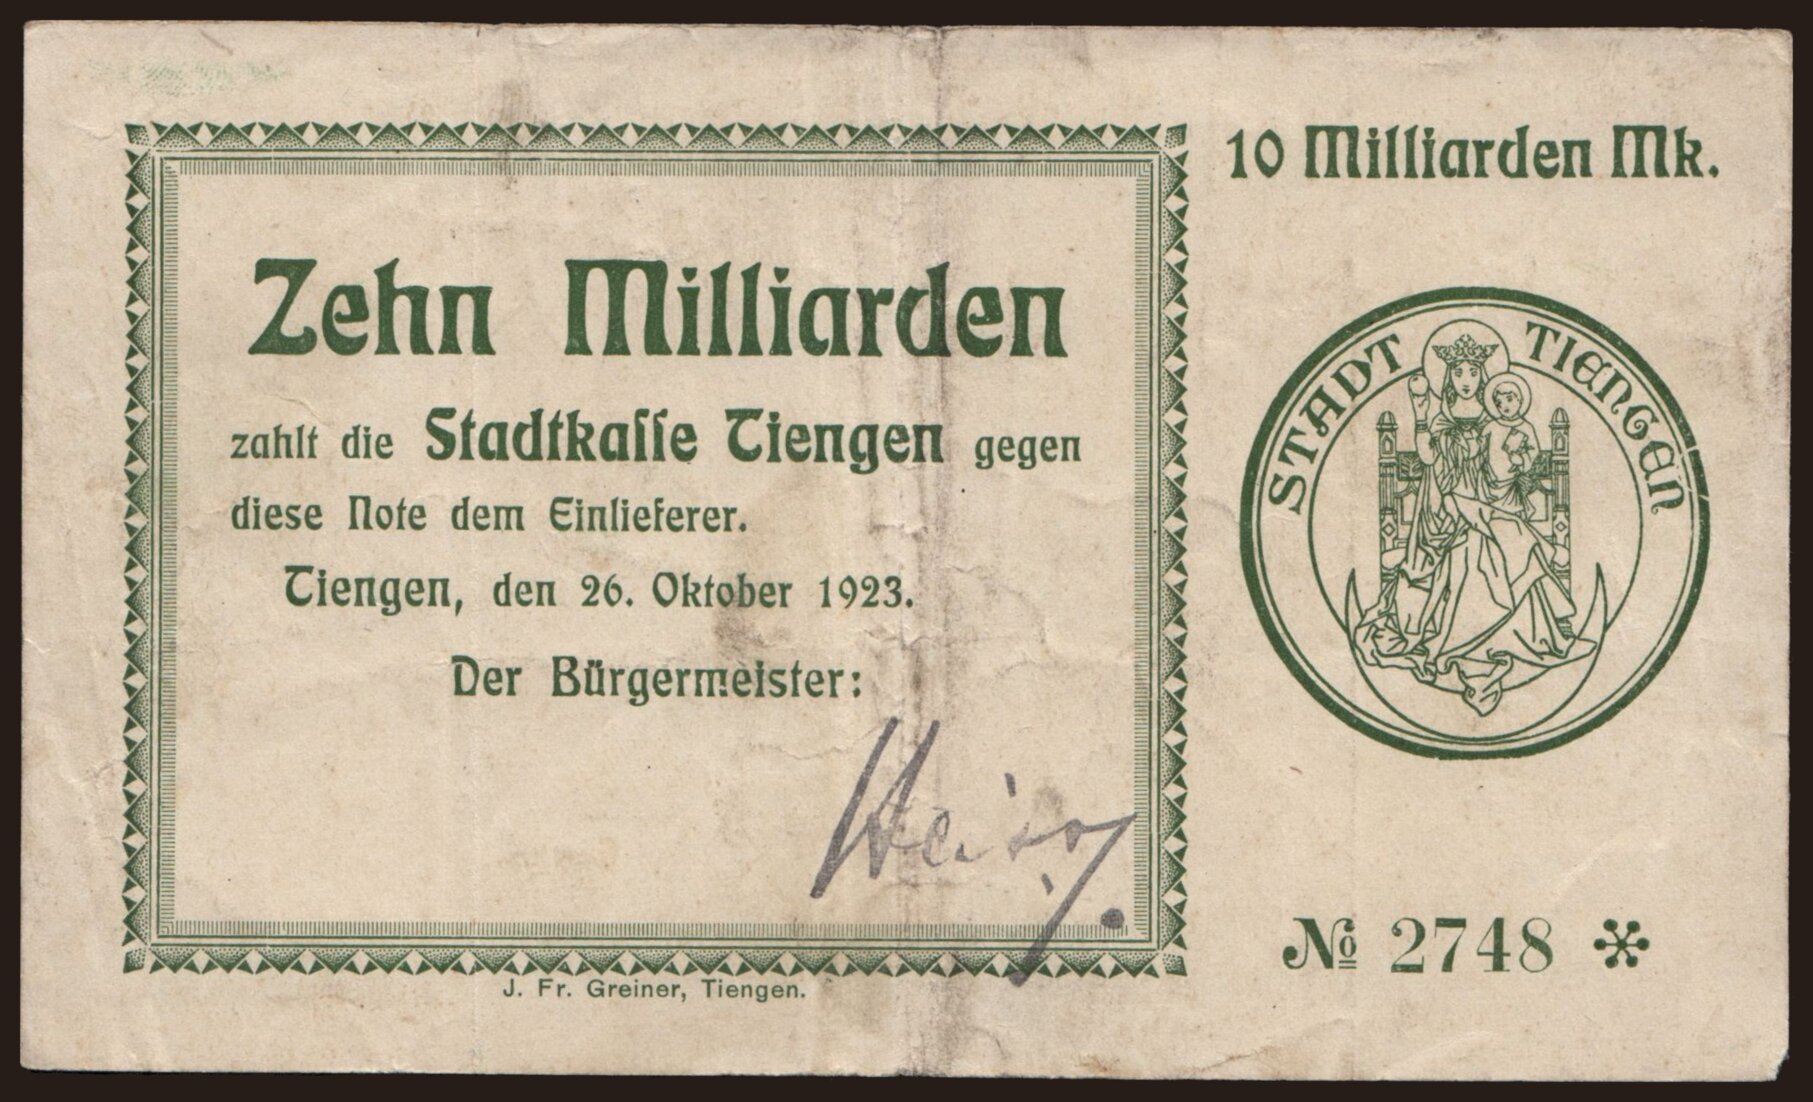 10 Milliarden Mk.
Zehn Milliarden
zahlt die Stadtkasse Tiengen gegen
diese Note dem Einlieferer.
Tiengen, den 26. Oktober 1923.
Der Bürgermeister:
J. Fr. Greiner, Tiengen.
STADT TIENGEN
№ 2748